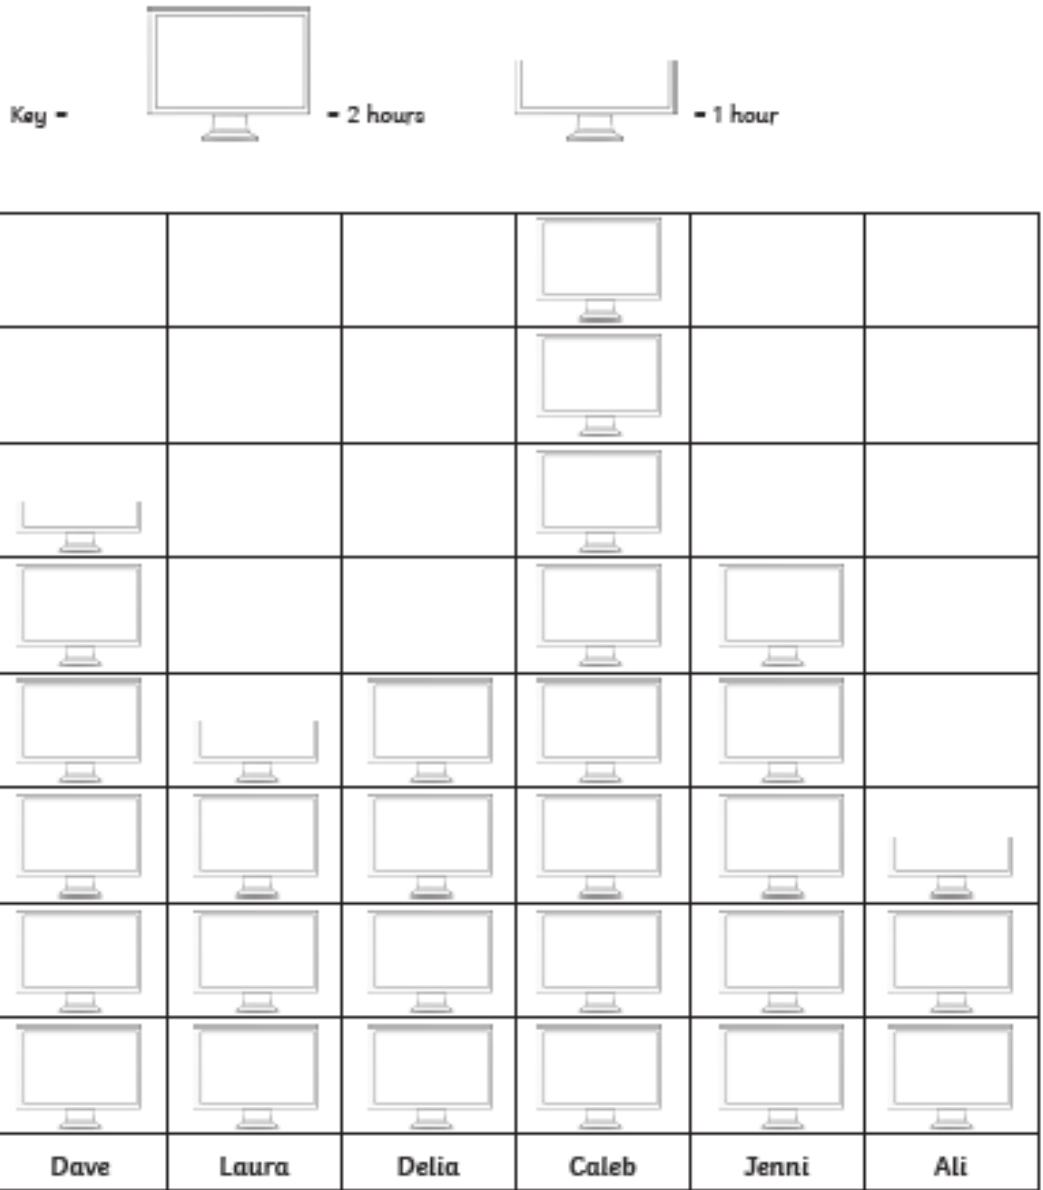 Key = = 2 hours = 1 hour
Dave Laura Delia Caleb Jenni Ali